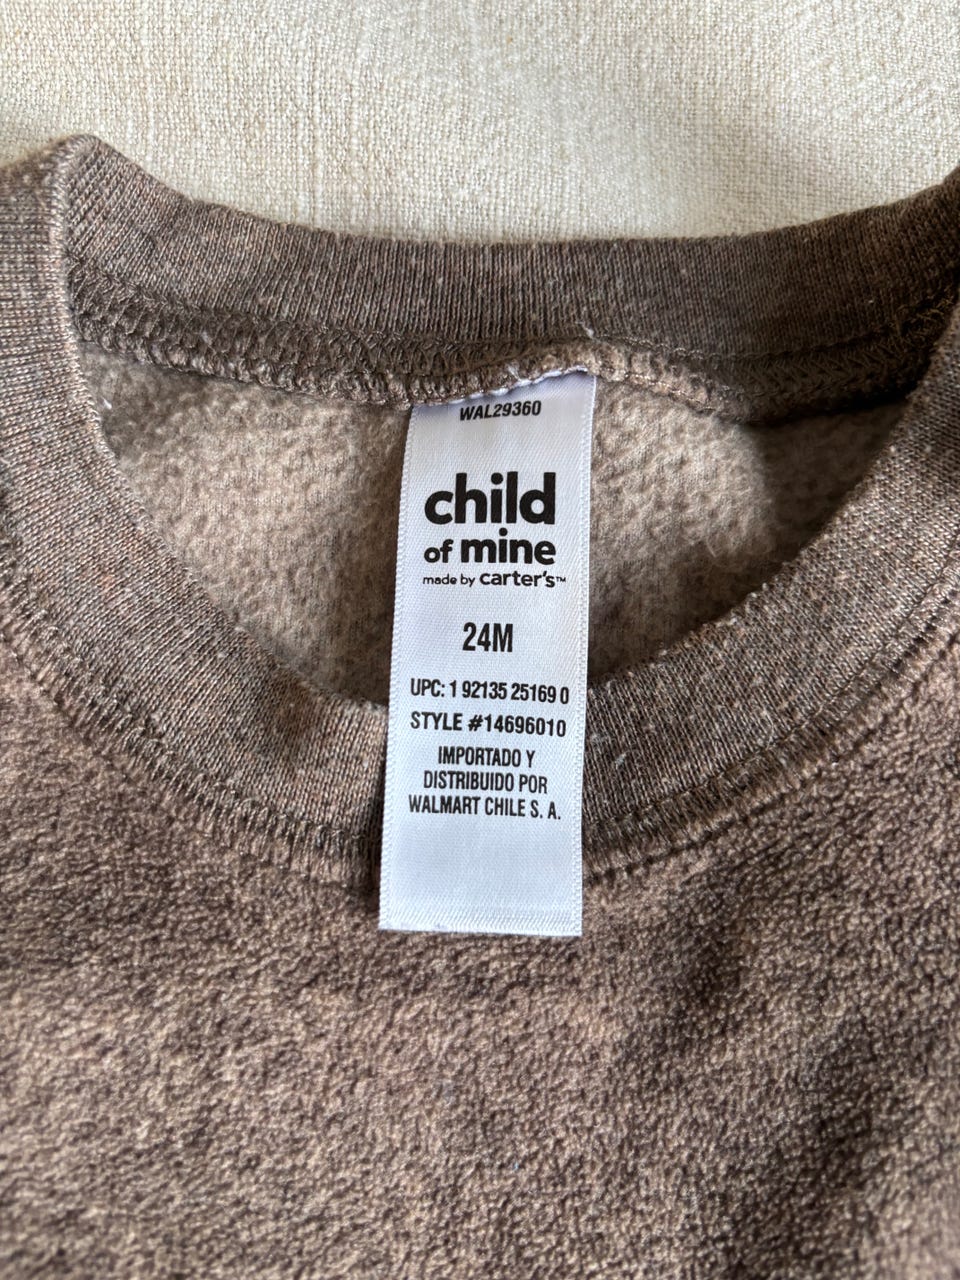 WAL29360
child
of mine
made by carter's™
24M
UPC: 1 92135 25169 0
STYLE #14696010
IMPORTADO Y
DISTRIBUIDO POR
WALMART CHILE S. A.